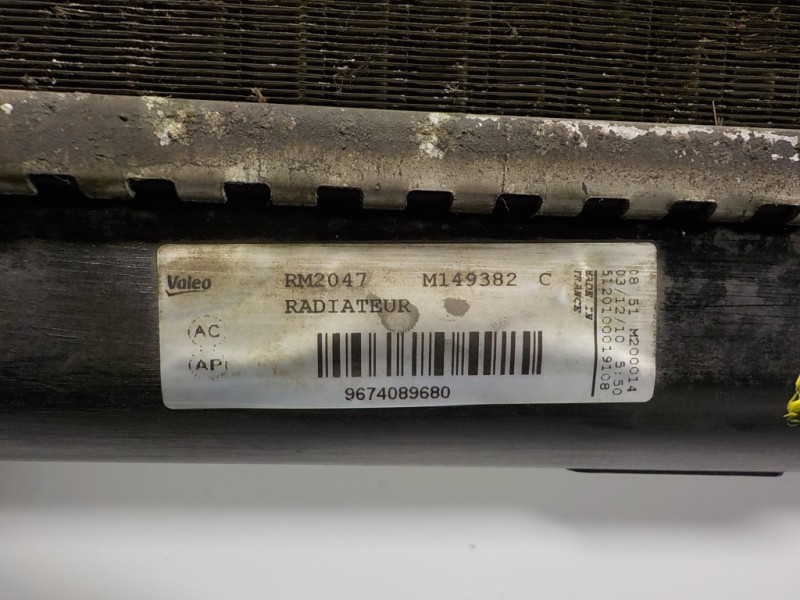 Valeo
RM2047 M149382 C
RADIATEUR
AC
AP
9674089680
MADE IN
FRANCE
08 51 M200014
03/12/10 5:50
5120100019108